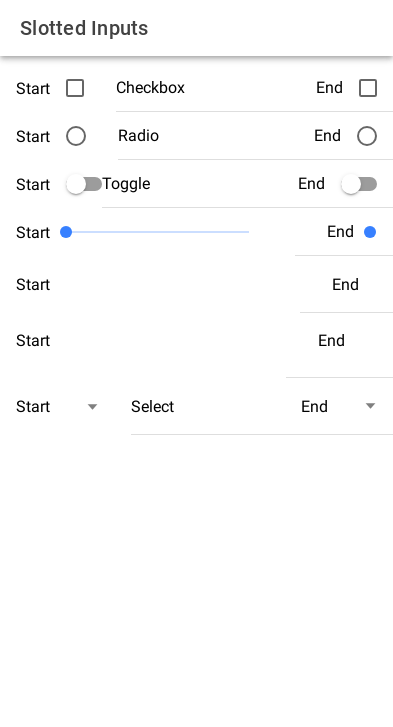 Slotted Inputs
Start Checkbox End
Start Radio End
Start Toggle End
Start End
Start End
Start End
Start Select End